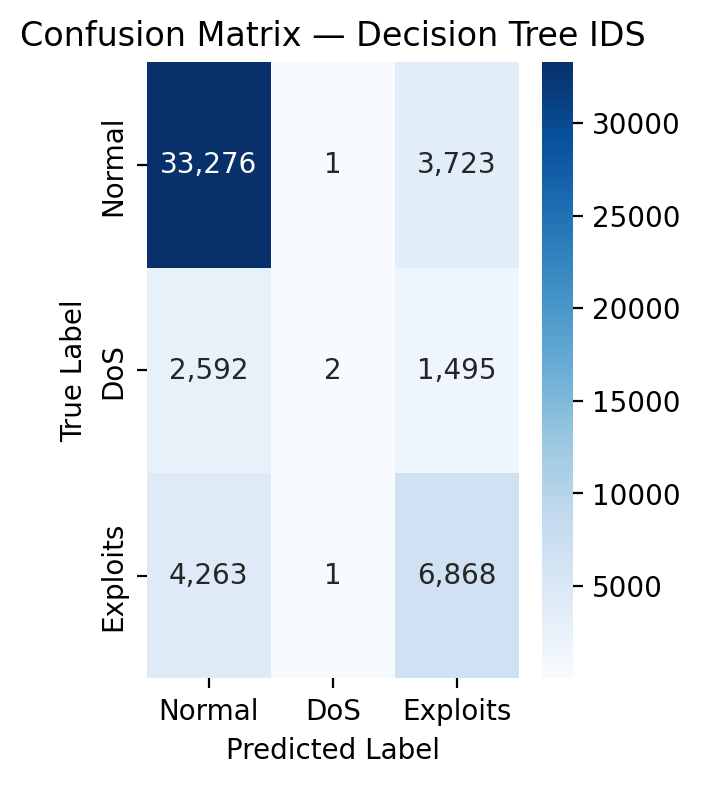 Confusion Matrix — Decision Tree IDS
True Label
Normal
33,276
1
3,723
DoS
2,592
2
1,495
Exploits
4,263
1
6,868
Normal
DoS
Exploits
Predicted Label
30000
25000
20000
15000
10000
5000